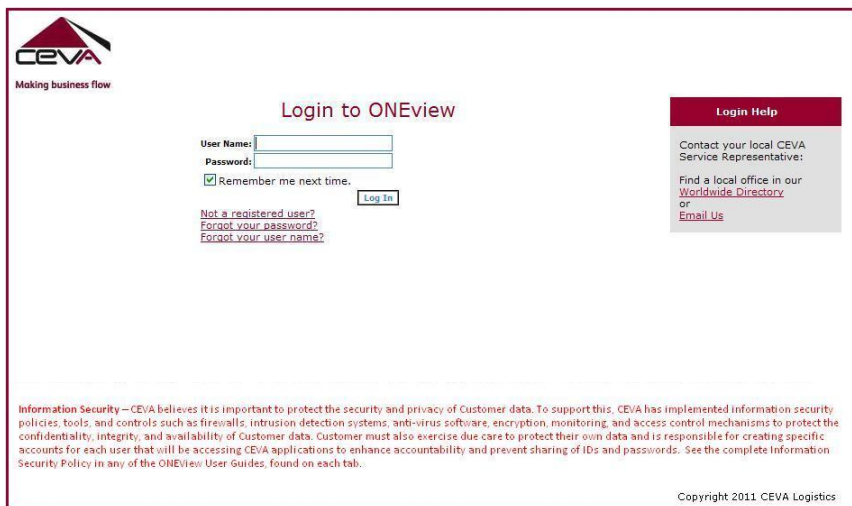 CEVA
Making business flow
Login to ONEview
User Name:
Password:
Remember me next time.
Log In
Not a registered user?
Forgot your password?
Forgot your user name?
Login Help
Contact your local CEVA
Service Representative:
Find a local office in our
Worldwide Directory
or
Email Us
Information Security – CEVA believes it is important to protect the security and privacy of Customer data. To support this, CEVA has implemented information security
policies, tools, and controls such as firewalls, intrusion detection systems, anti-virus software, encryption, monitoring, and access control mechanisms to protect the
confidentiality, integrity, and availability of Customer data. Customer must also exercise due care to protect their own data and is responsible for creating specific
accounts for each user that will be accessing CEVA applications to enhance accountability and prevent sharing of IDs and passwords. See the complete Information
Security Policy in any of the ONEView User Guides, found on each tab.
Copyright 2011 CEVA Logistics